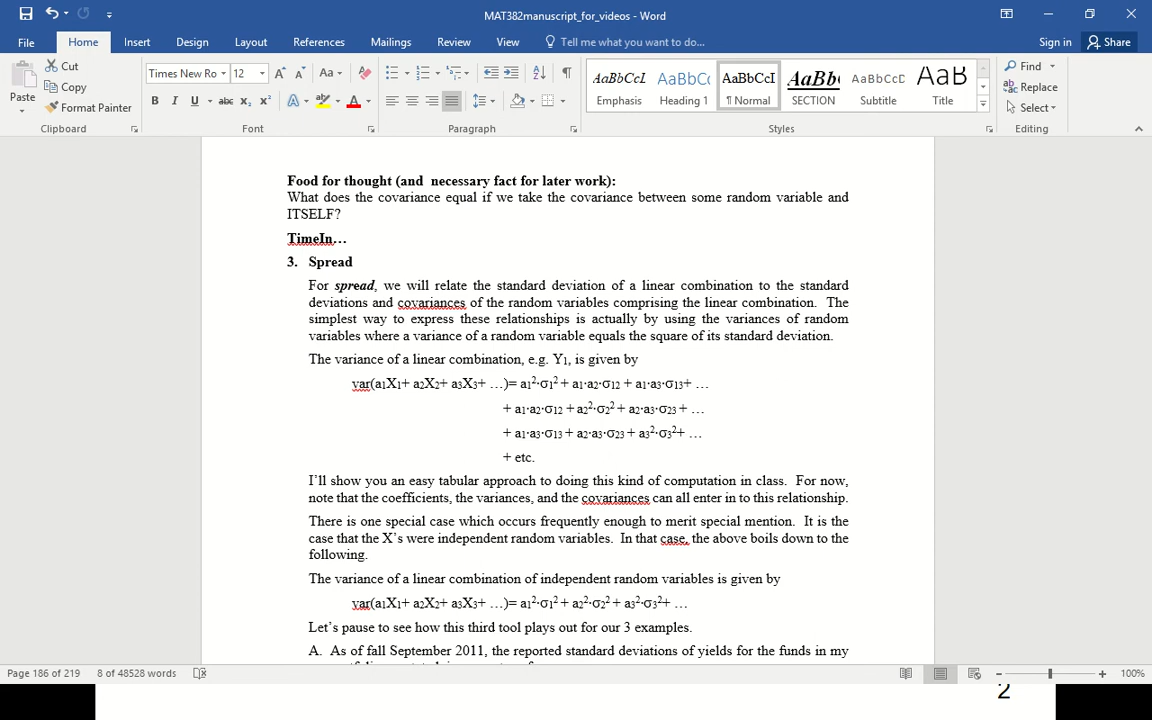 MAT382manuscript_for_videos - Word
File Home Insert Design Layout References Mailings Review View Tell me what you want to do... Sign in Share
Paste Cut Copy Format Painter
Times New Ro 12
Clipboard Font Paragraph Styles Editing
AaBbCcI AaBbCc AaBbCcI AaBb( AaBbCcD AaB
Emphasis Heading 1 ¶ Normal SECTION Subtitle Title
Find Replace Select
Food for thought (and necessary fact for later work):
What does the covariance equal if we take the covariance between some random variable and
ITSELF?
TimeIn…
3. Spread
For spread, we will relate the standard deviation of a linear combination to the standard
deviations and covariances of the random variables comprising the linear combination. The
simplest way to express these relationships is actually by using the variances of random
variables where a variance of a random variable equals the square of its standard deviation.
The variance of a linear combination, e.g. Y₁, is given by
var(a₁X₁+ a₂X₂+ a₃X₃+ …)= a₁²·σ₁² + a₁·a₂·σ₁₂ + a₁·a₃·σ₁₃+ …
+ a₁·a₂·σ₁₂ + a₂²·σ₂² + a₂·a₃·σ₂₃ + …
+ a₁·a₃·σ₁₃ + a₂·a₃·σ₂₃ + a₃²·σ₃²+ …
+ etc.
I’ll show you an easy tabular approach to doing this kind of computation in class. For now,
note that the coefficients, the variances, and the covariances can all enter in to this relationship.
There is one special case which occurs frequently enough to merit special mention. It is the
case that the X’s were independent random variables. In that case, the above boils down to the
following.
The variance of a linear combination of independent random variables is given by
var(a₁X₁+ a₂X₂+ a₃X₃+ …)= a₁²·σ₁² + a₂²·σ₂² + a₃²·σ₃²+ …
Let’s pause to see how this third tool plays out for our 3 examples.
A. As of fall September 2011, the reported standard deviations of yields for the funds in my
Page 186 of 219 8 of 48528 words 100%
2